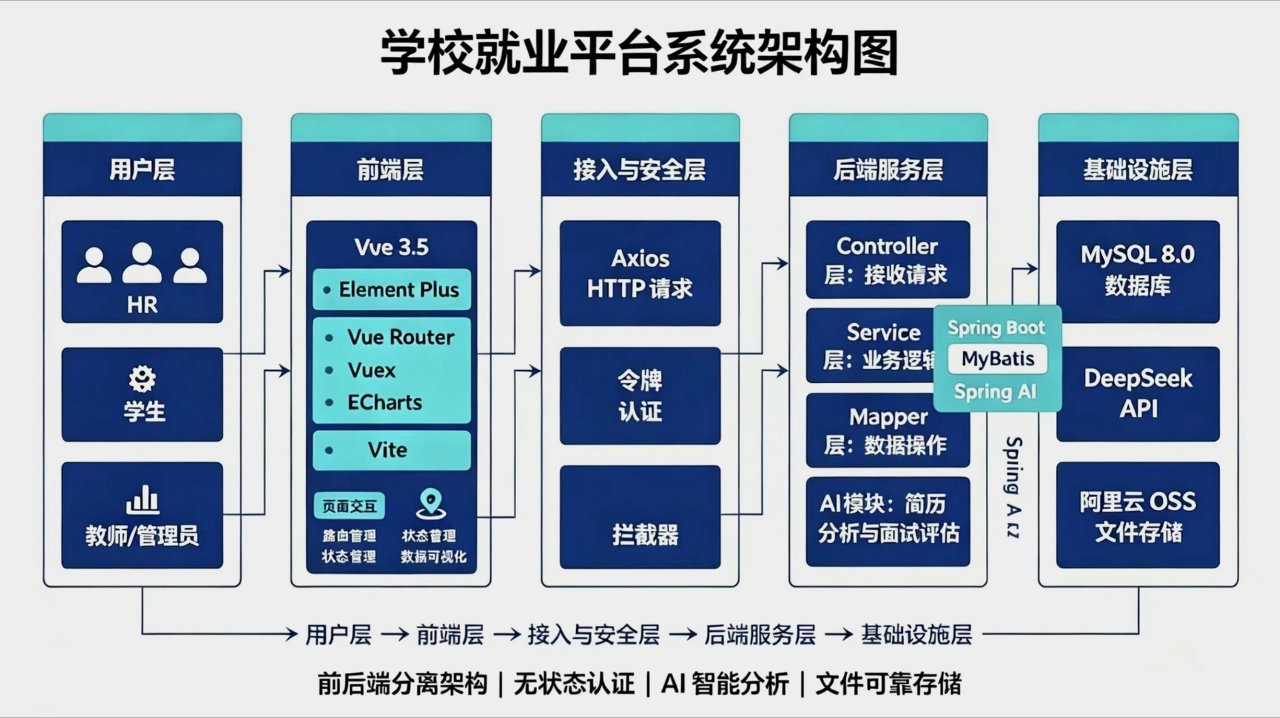 学校就业平台系统架构图
用户层
HR
学生
教师/管理员
前端层
Vue 3.5
• Element Plus
• Vue Router
• Vuex
• ECharts
• Vite
页面交互
路由管理
状态管理
状态管理
数据可视化
接入与安全层
Axios
HTTP 请求
令牌
认证
拦截器
后端服务层
Controller
层：接收请求
Service
层：业务逻辑
Mapper
层：数据操作
AI 模块：简历
分析与面试评估
Spring Boot
MyBatis
Spring AI
基础设施层
MySQL 8.0
数据库
DeepSeek
API
阿里云 OSS
文件存储
用户层 → 前端层 → 接入与安全层 → 后端服务层 → 基础设施层
前后端分离架构 | 无状态认证 | AI 智能分析 | 文件可靠存储